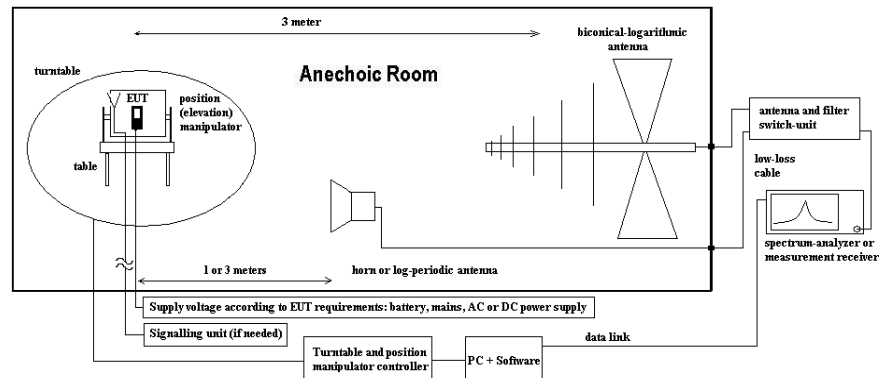 3 meter
biconical-logarithmic
antenna
turntable
Anechoic Room
EUT
position
(elevation)
manipulator
antenna and filter
switch-unit
table
low-loss
cable
spectrum-analyzer or
measurement receiver
1 or 3 meters
horn or log-periodic antenna
Supply voltage according to EUT requirements: battery, mains, AC or DC power supply
Signalling unit (if needed)
data link
Turntable and position
manipulator controller
PC + Software